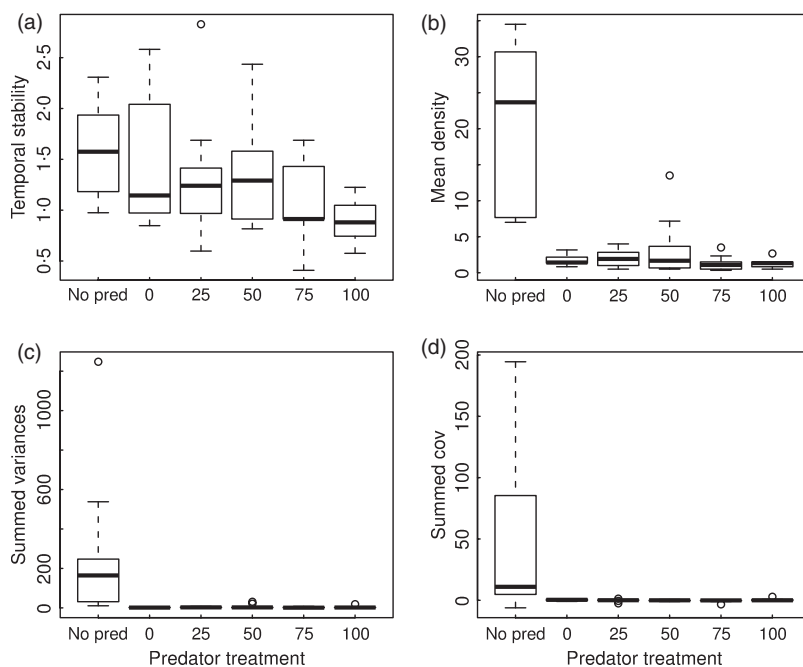 (a)
Temporal stability
2·5
2·0
1·5
1·0
0·5
No pred 0 25 50 75 100
(b)
Mean density
30
20
10
5
0
No pred 0 25 50 75 100
(c)
Summed variances
1000
600
200
0
No pred 0 25 50 75 100
Predator treatment
(d)
Summed cov
200
150
100
50
0
No pred 0 25 50 75 100
Predator treatment